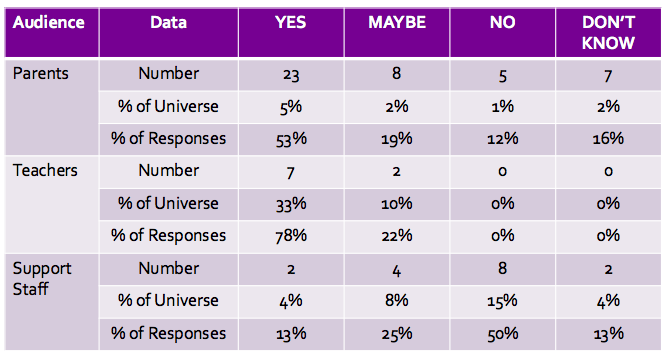 Audience Data YES MAYBE NO DON'T KNOW
Parents Number 23 8 5 7
% of Universe 5% 2% 1% 2%
% of Responses 53% 19% 12% 16%
Teachers Number 7 2 0 0
% of Universe 33% 10% 0% 0%
% of Responses 78% 22% 0% 0%
Support Staff Number 2 4 8 2
% of Universe 4% 8% 15% 4%
% of Responses 13% 25% 50% 13%